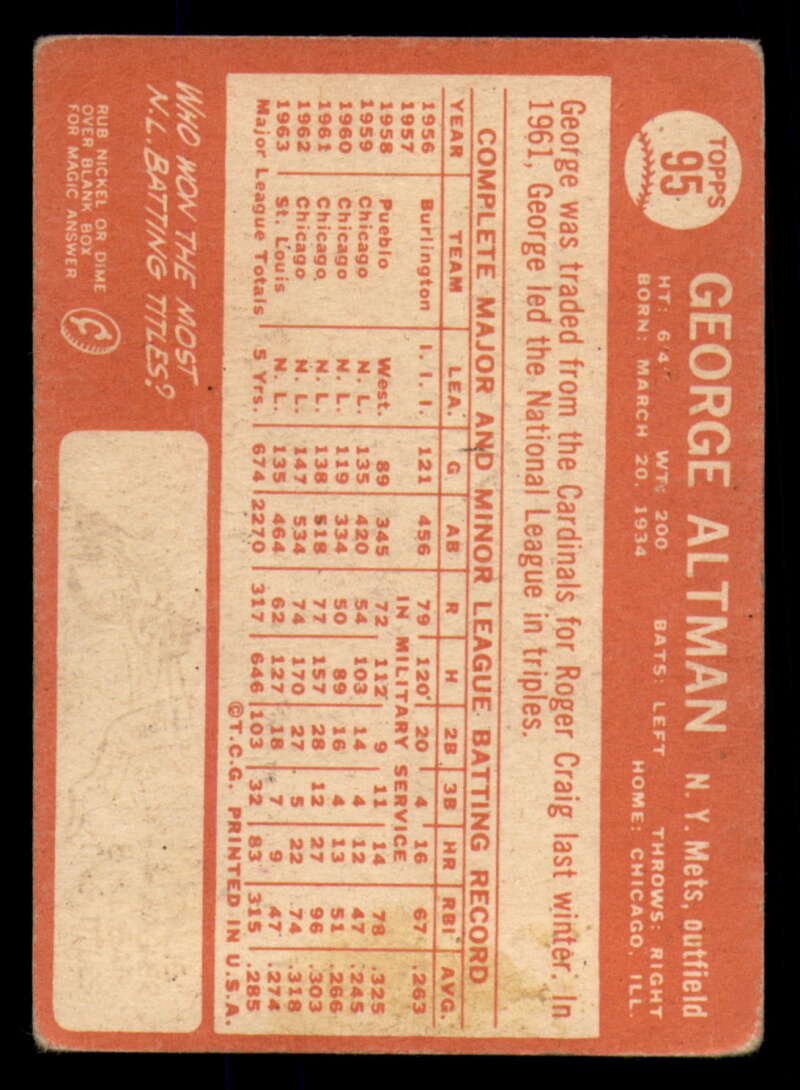 TOPPS
95
GEORGE ALTMAN N. Y. Mets, outfield
HT: 6'4" WT: 200 BATS: LEFT THROWS: RIGHT
BORN: MARCH 20, 1934 HOME: CHICAGO, ILL.
George was traded from the Cardinals for Roger Craig last winter. In
1961, George led the National League in triples.
COMPLETE MAJOR AND MINOR LEAGUE BATTING RECORD
YEAR TEAM LEA. G AB R H 2B 3B HR RBI AVG.
1956 Burlington I. I. I. 121 456 79 120 20 4 16 67 .263
1957 IN MILITARY SERVICE
1958 Pueblo West. 89 345 72 112 9 11 14 78 .325
1959 Chicago N. L. 135 420 54 103 14 4 12 47 .245
1960 Chicago N. L. 119 334 50 89 16 4 13 51 .266
1961 Chicago N. L. 138 518 77 157 28 12 27 96 .303
1962 Chicago N. L. 147 534 74 170 27 5 22 74 .318
1963 St. Louis N. L. 135 464 62 127 18 7 9 47 .274
Major League Totals 5 Yrs. 674 2270 317 646 103 32 83 315 .285
©T.C.G. PRINTED IN U.S.A.
WHO WON THE MOST
N.L. BATTING TITLES?
RUB NICKEL OR DIME
OVER BLANK BOX
FOR MAGIC ANSWER